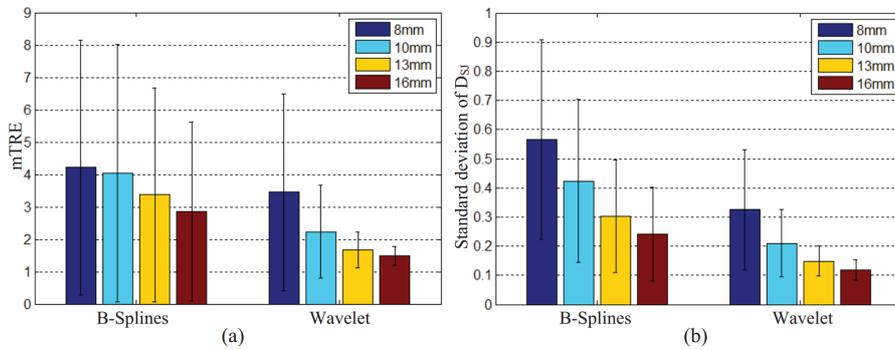 9
8
7
6
5
4
3
2
1
0
mTRE
8mm
10mm
13mm
16mm
B-Splines
Wavelet
(a)
1
0.9
0.8
0.7
0.6
0.5
0.4
0.3
0.2
0.1
0
Standard deviation of DSJ
8mm
10mm
13mm
16mm
B-Splines
Wavelet
(b)